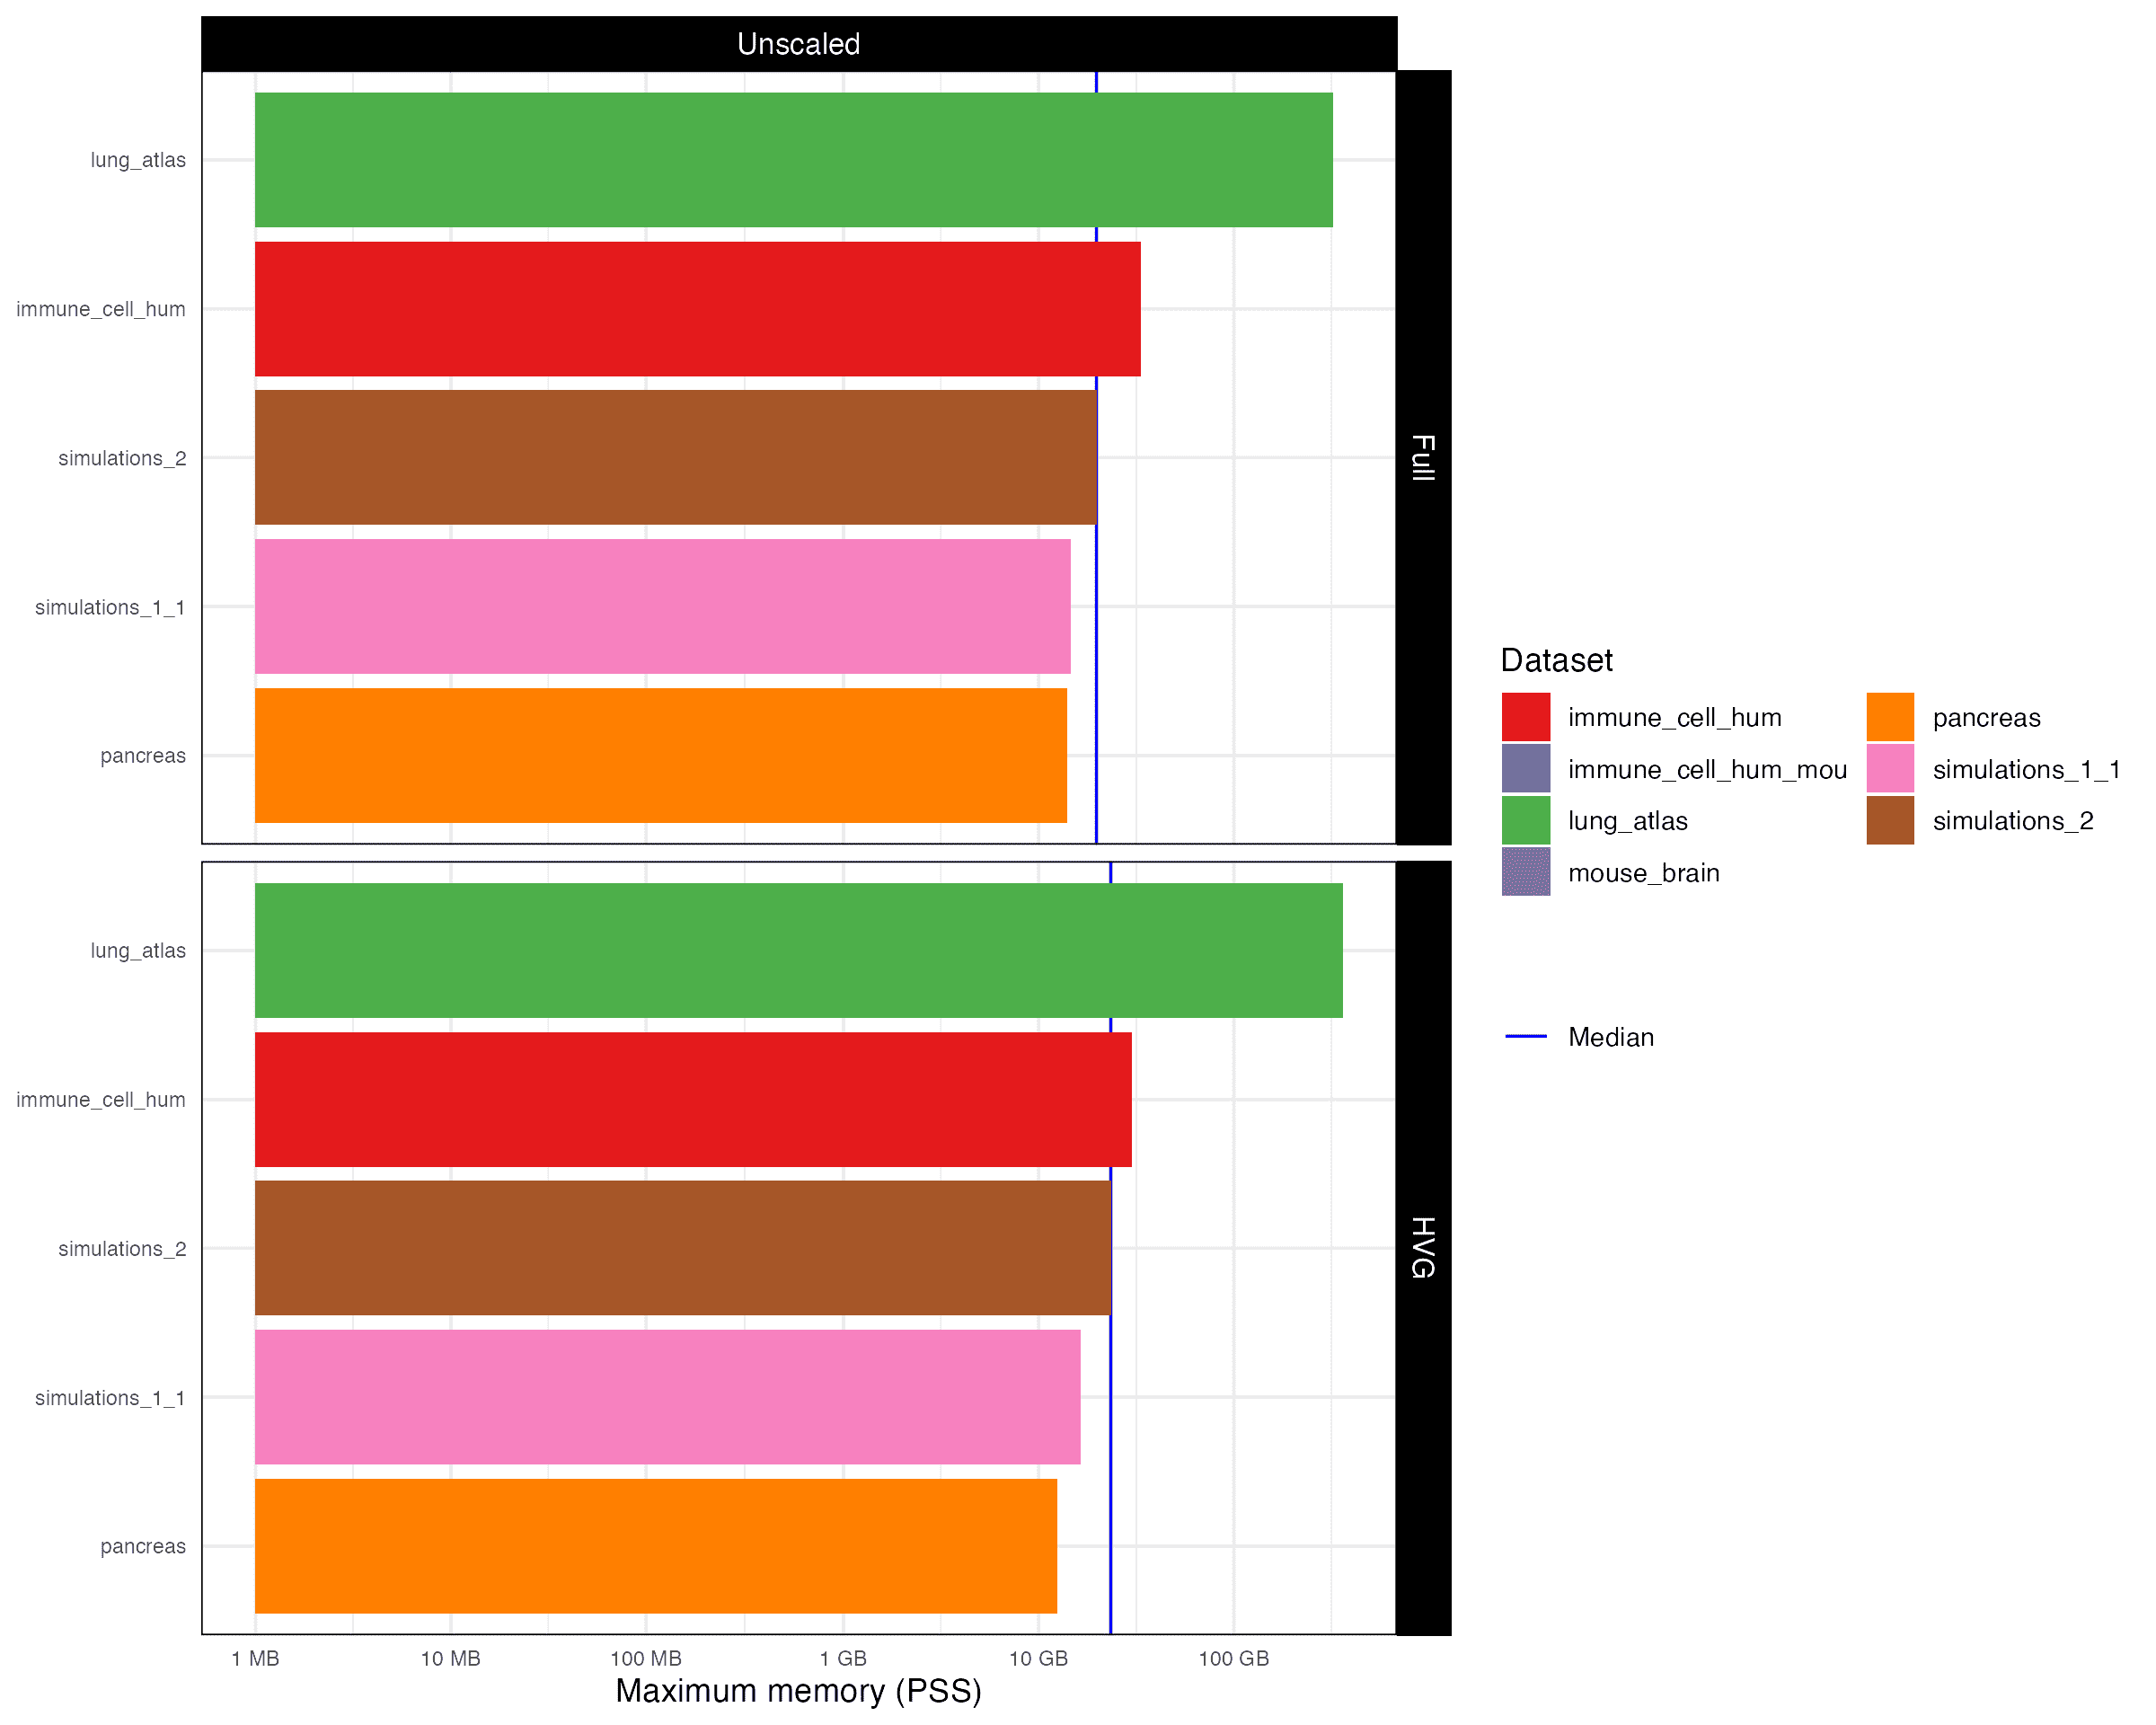 Unscaled
lung_atlas
immune_cell_hum
simulations_2
simulations_1_1
pancreas
Full
lung_atlas
immune_cell_hum
simulations_2
simulations_1_1
pancreas
HVG
1 MB 10 MB 100 MB 1 GB 10 GB 100 GB
Maximum memory (PSS)
Dataset
immune_cell_hum
immune_cell_hum_mou
lung_atlas
mouse_brain
pancreas
simulations_1_1
simulations_2
Median